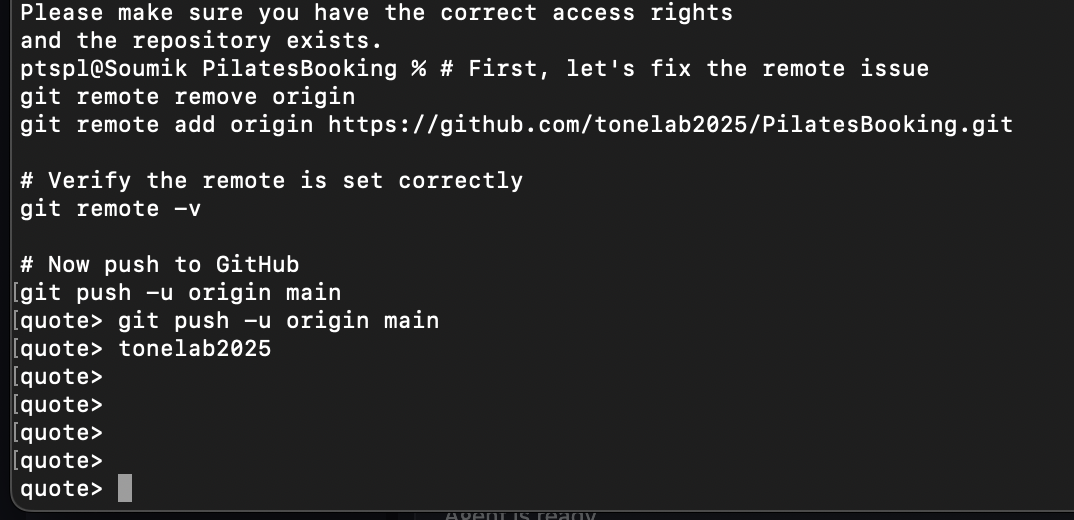 Please make sure you have the correct access rights
and the repository exists.
ptspl@Soumik PilatesBooking % # First, let's fix the remote issue
git remote remove origin
git remote add origin https://github.com/tonelab2025/PilatesBooking.git
# Verify the remote is set correctly
git remote -v
# Now push to GitHub
[git push -u origin main
[quote> git push -u origin main
[quote> tonelab2025
[quote>
[quote>
[quote>
[quote>
quote>
Agent is ready